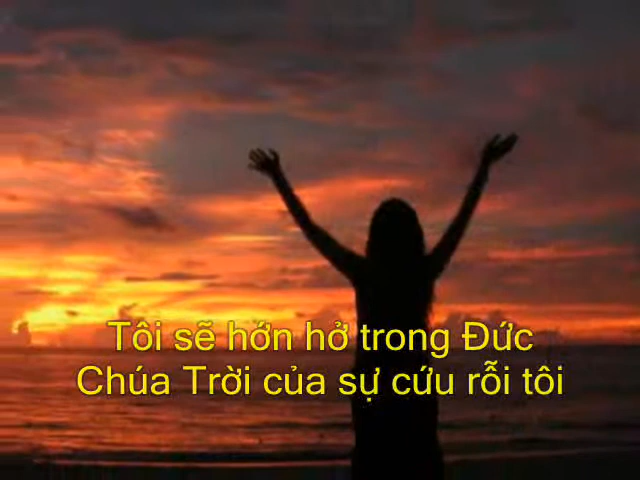 Tôi sẽ hớn hở trong Đức
Chúa Trời của sự cứu rỗi tôi